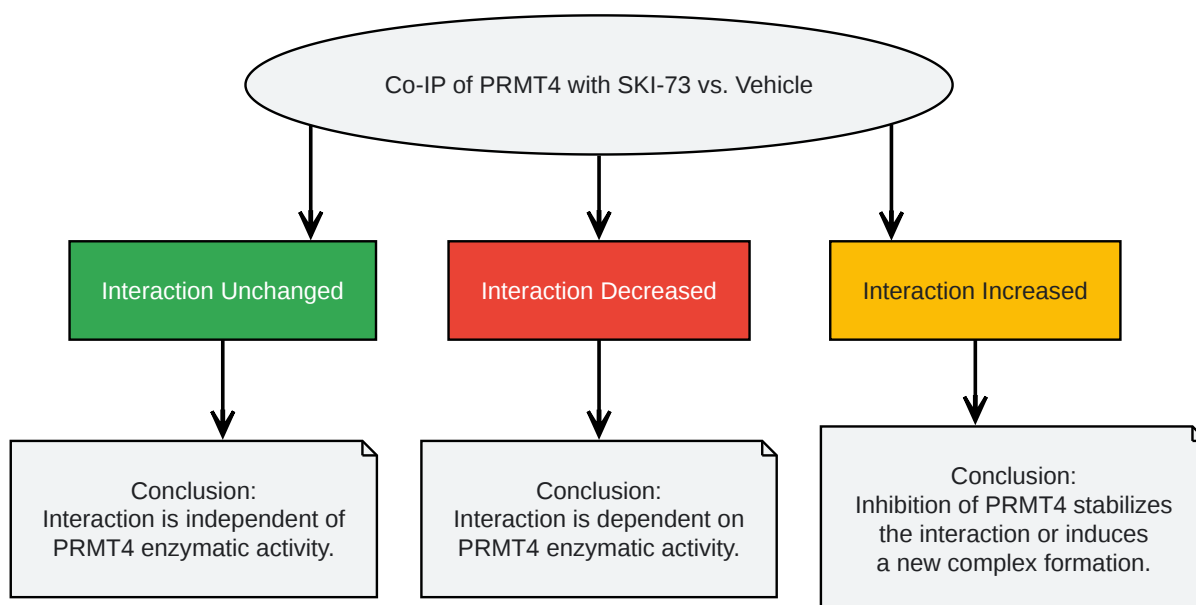 Co-IP of PRMT4 with SKI-73 vs. Vehicle
Interaction Unchanged
Interaction Decreased
Interaction Increased
Conclusion:
Interaction is independent of
PRMT4 enzymatic activity.
Conclusion:
Interaction is dependent on
PRMT4 enzymatic activity.
Conclusion:
Inhibition of PRMT4 stabilizes
the interaction or induces
a new complex formation.